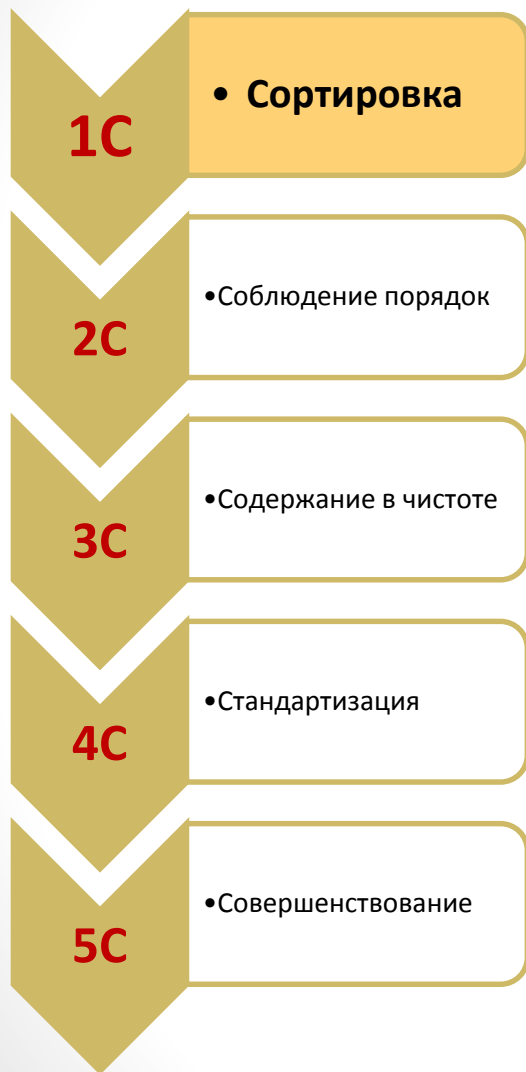 1С
• Сортировка
2С
•Соблюдение порядок
3С
•Содержание в чистоте
4С
•Стандартизация
5С
•Совершенствование